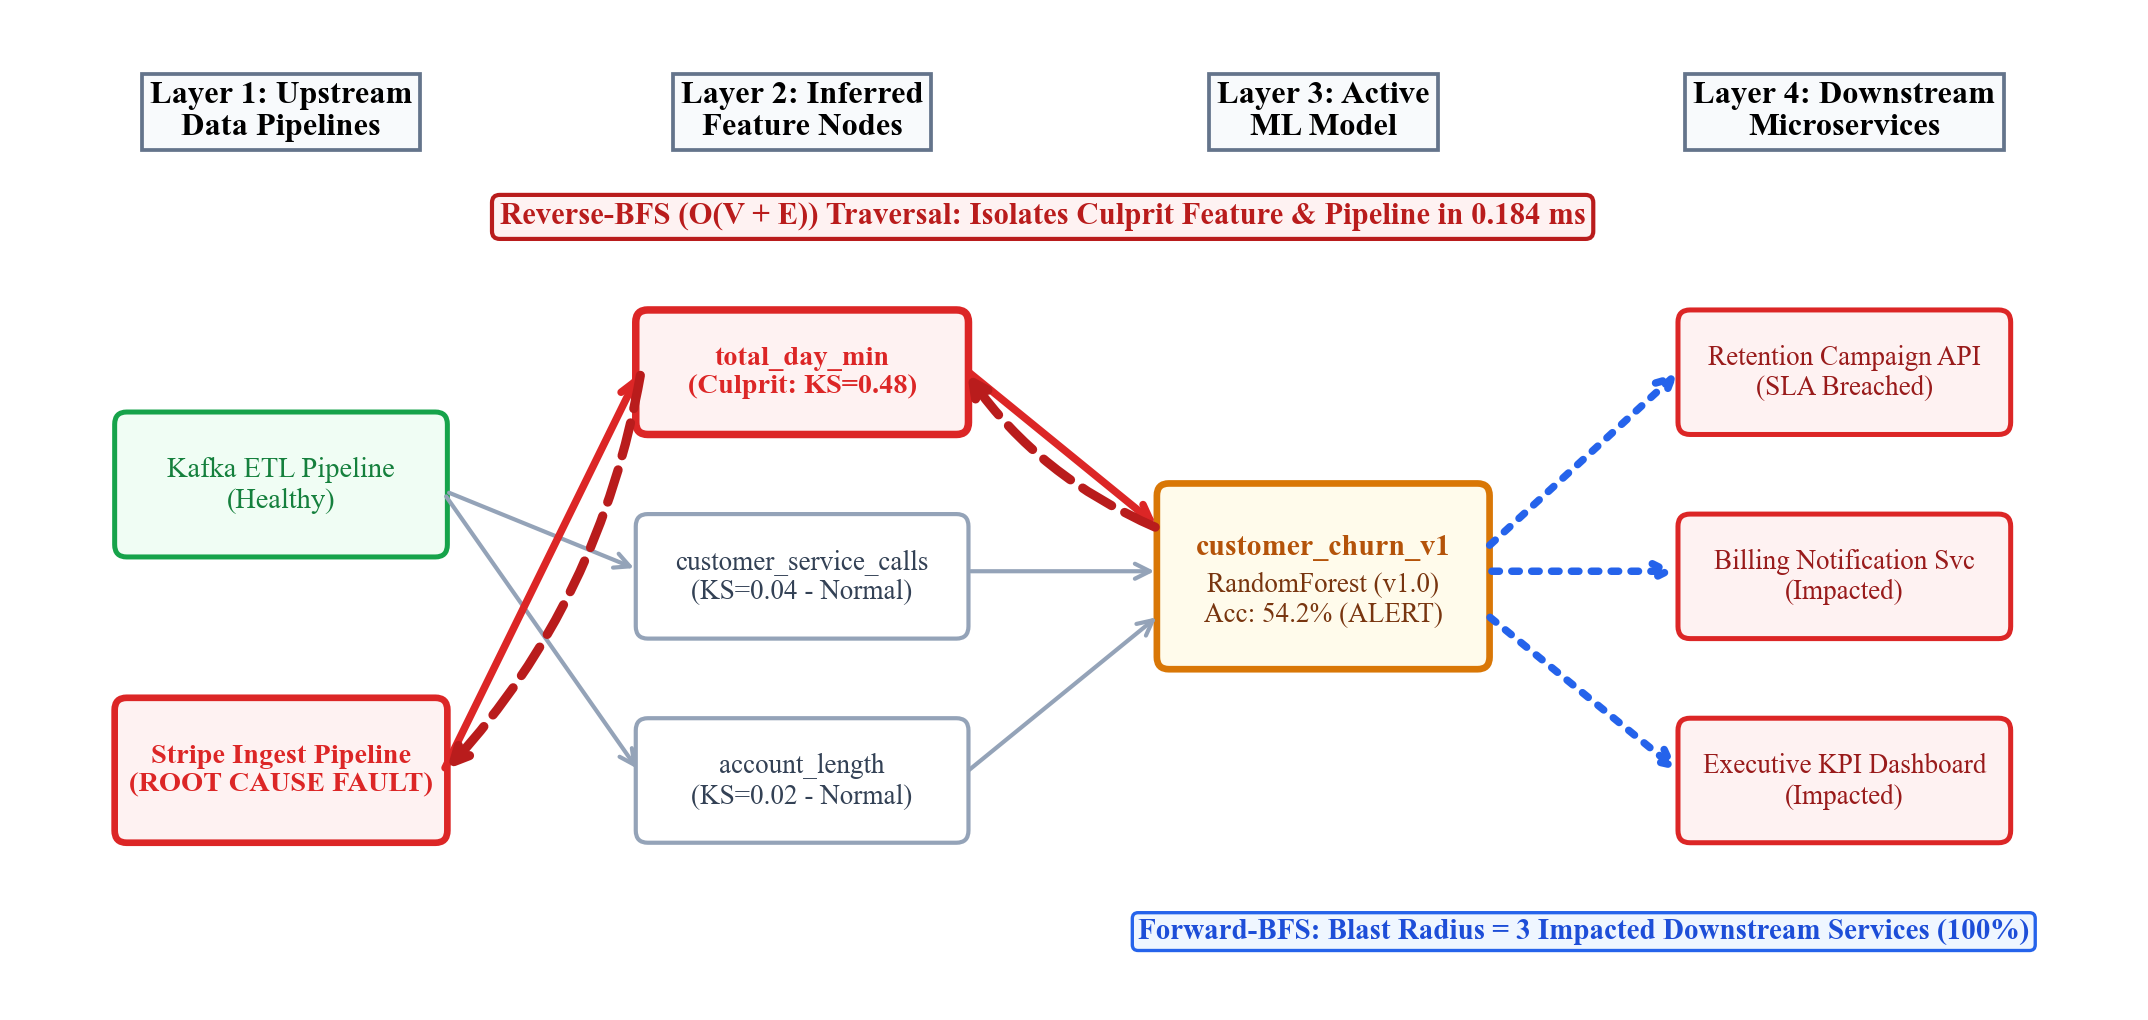 Layer 1: Upstream
Data Pipelines
Layer 2: Inferred
Feature Nodes
Layer 3: Active
ML Model
Layer 4: Downstream
Microservices
Reverse-BFS (O(V + E)) Traversal: Isolates Culprit Feature & Pipeline in 0.184 ms
Kafka ETL Pipeline
(Healthy)
Stripe Ingest Pipeline
(ROOT CAUSE FAULT)
total_day_min
(Culprit: KS=0.48)
customer_service_calls
(KS=0.04 - Normal)
account_length
(KS=0.02 - Normal)
customer_churn_v1
RandomForest (v1.0)
Acc: 54.2% (ALERT)
Retention Campaign API
(SLA Breached)
Billing Notification Svc
(Impacted)
Executive KPI Dashboard
(Impacted)
Forward-BFS: Blast Radius = 3 Impacted Downstream Services (100%)